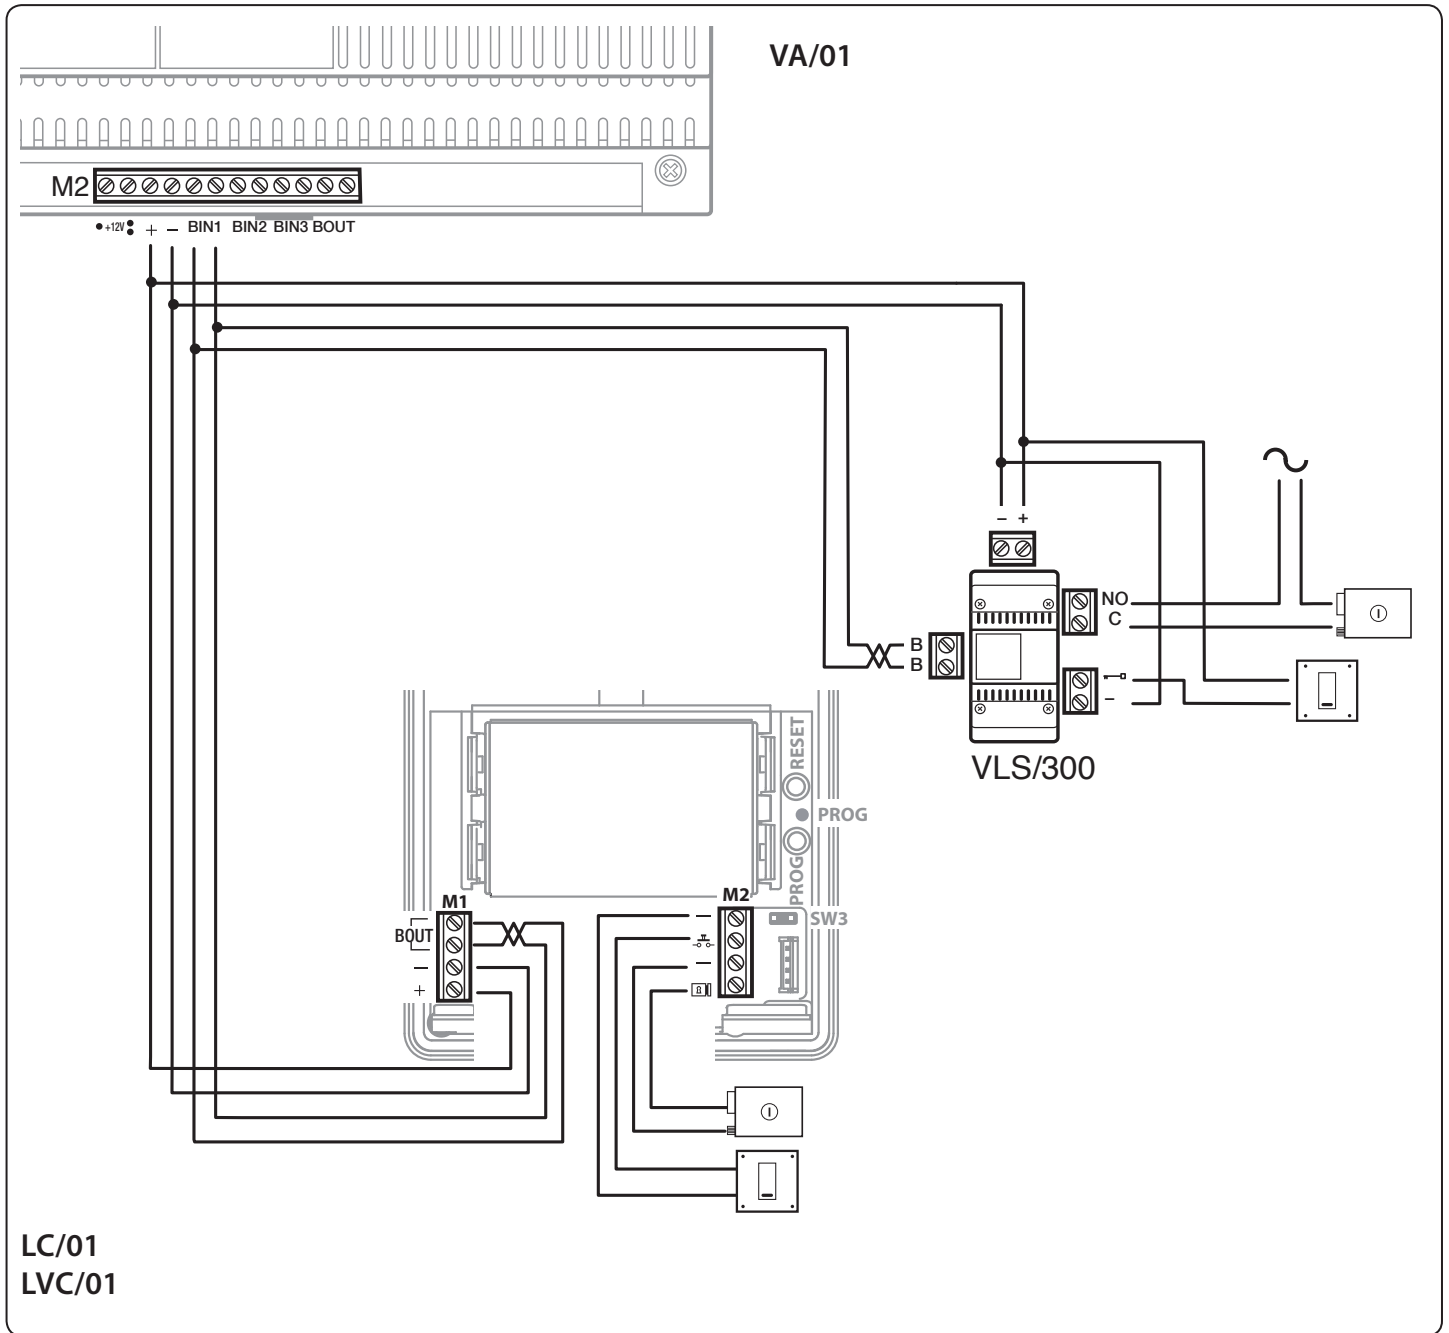 VA/01
M2
+12V + − BIN1 BIN2 BIN3 BOUT
− +
NO
C
B
B
−
VLS/300
RESET
PROG
PROG
M1
M2
SW3
BOUT
−
+
−
−
LC/01
LVC/01